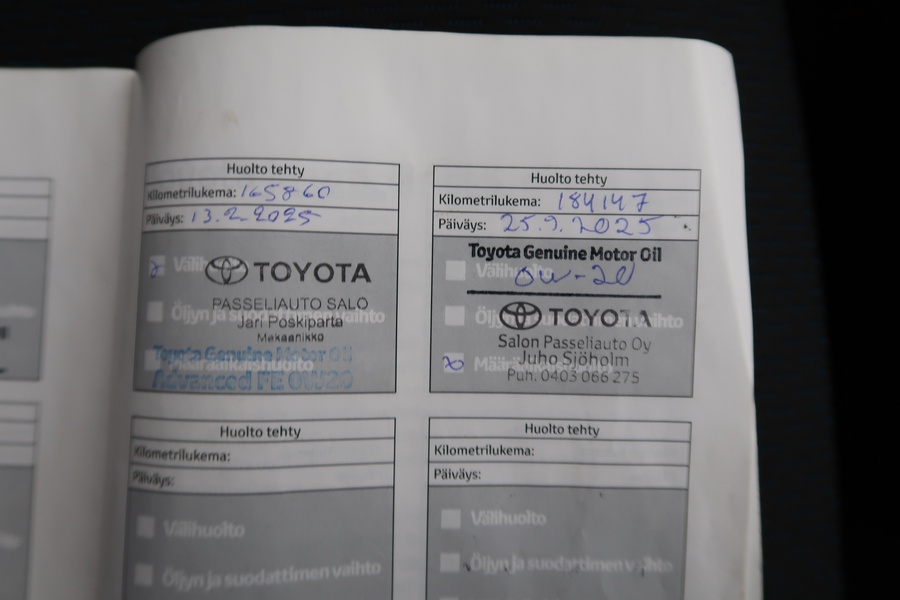 Huolto tehty
Kilometrilukema: 165860
Päiväys: 13.2.2025
TOYOTA
PASSELIAUTO SALO
Öljyn ja suodattimen vaihto
Jari Poskiparta
Mekaanikko
Toyota Genuine Motor Oil
Määräaikaishuolto
Advanced FE 0W20
Huolto tehty
Kilometrilukema: 184147
Päiväys: 25.9.2025
Toyota Genuine Motor Oil
0W-20
TOYOTA
Salon Passeliauto Oy
Juho Sjöholm
Puh. 0403 066 275
Huolto tehty
Kilometrilukema:
Päiväys:
Välihuolto
Öljyn ja suodattimen vaihto
Huolto tehty
Kilometrilukema:
Päiväys:
Välihuolto
Öljyn ja suodattimen vaihto